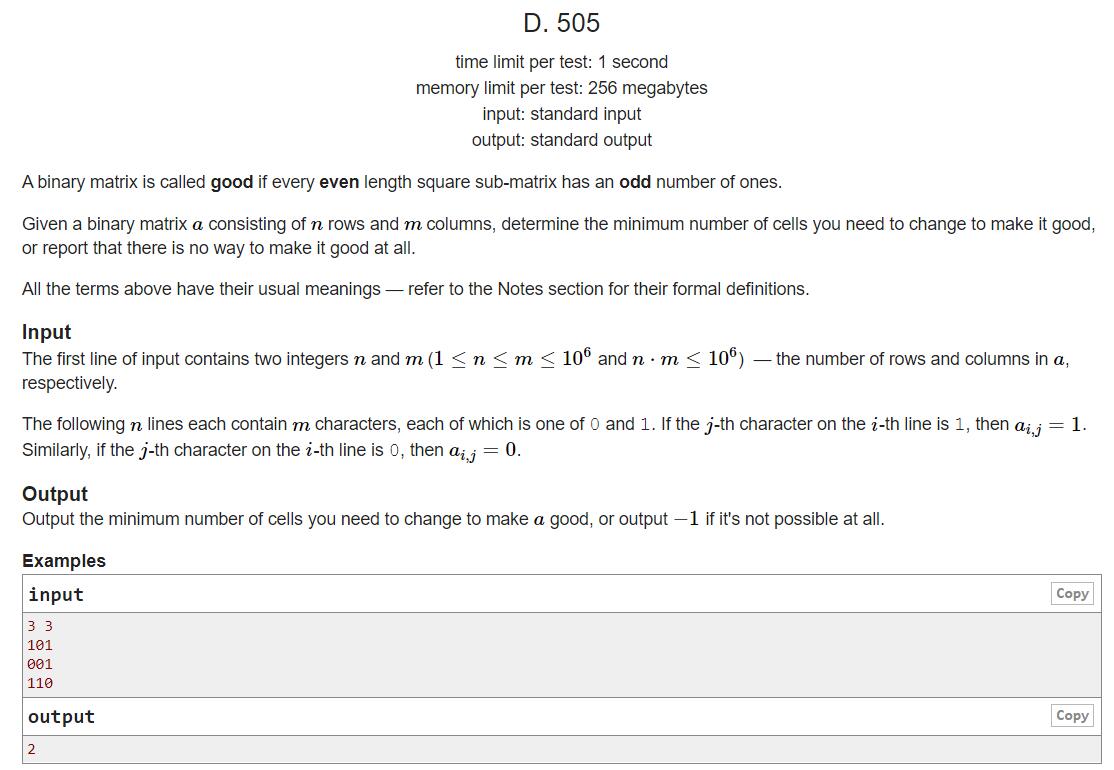 D. 505
time limit per test: 1 second
memory limit per test: 256 megabytes
input: standard input
output: standard output
A binary matrix is called good if every even length square sub-matrix has an odd number of ones.
Given a binary matrix a consisting of n rows and m columns, determine the minimum number of cells you need to change to make it good,
or report that there is no way to make it good at all.
All the terms above have their usual meanings — refer to the Notes section for their formal definitions.
Input
The first line of input contains two integers n and m (1 ≤ n ≤ m ≤ 10⁶ and n · m ≤ 10⁶) — the number of rows and columns in a,
respectively.
The following n lines each contain m characters, each of which is one of 0 and 1. If the j-th character on the i-th line is 1, then a_{i,j} = 1.
Similarly, if the j-th character on the i-th line is 0, then a_{i,j} = 0.
Output
Output the minimum number of cells you need to change to make a good, or output −1 if it's not possible at all.
Examples
input Copy
3 3
101
001
110
output Copy
2